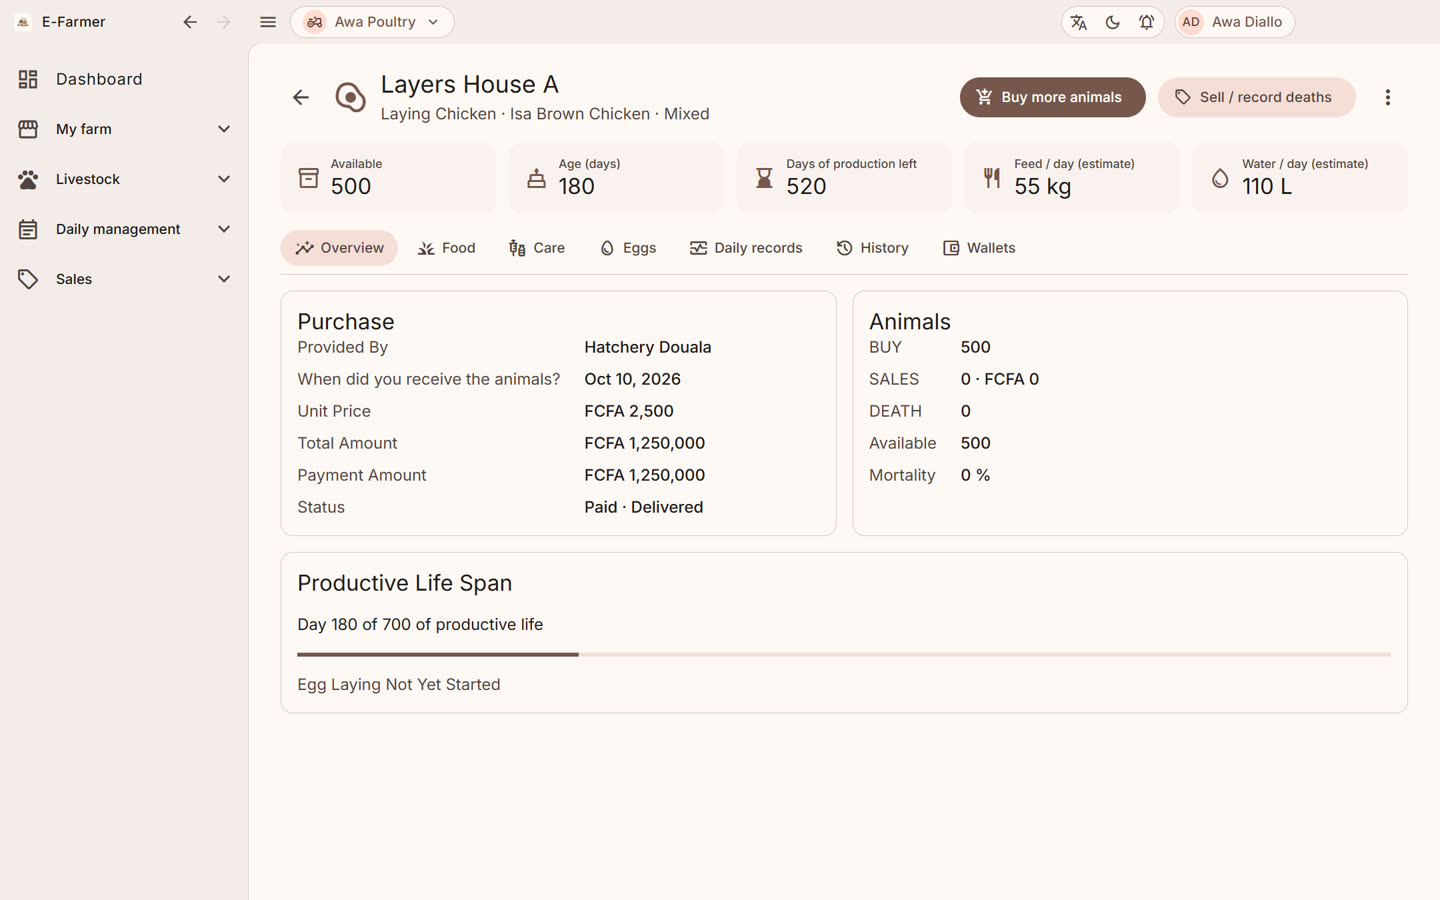 E-Farmer
Awa Poultry
AD Awa Diallo
Dashboard
My farm
Livestock
Daily management
Sales
Layers House A
Laying Chicken · Isa Brown Chicken · Mixed
Buy more animals
Sell / record deaths
Available
500
Age (days)
180
Days of production left
520
Feed / day (estimate)
55 kg
Water / day (estimate)
110 L
Overview
Food
Care
Eggs
Daily records
History
Wallets
Purchase
Provided By Hatchery Douala
When did you receive the animals? Oct 10, 2026
Unit Price FCFA 2,500
Total Amount FCFA 1,250,000
Payment Amount FCFA 1,250,000
Status Paid · Delivered
Animals
BUY 500
SALES 0 · FCFA 0
DEATH 0
Available 500
Mortality 0 %
Productive Life Span
Day 180 of 700 of productive life
Egg Laying Not Yet Started